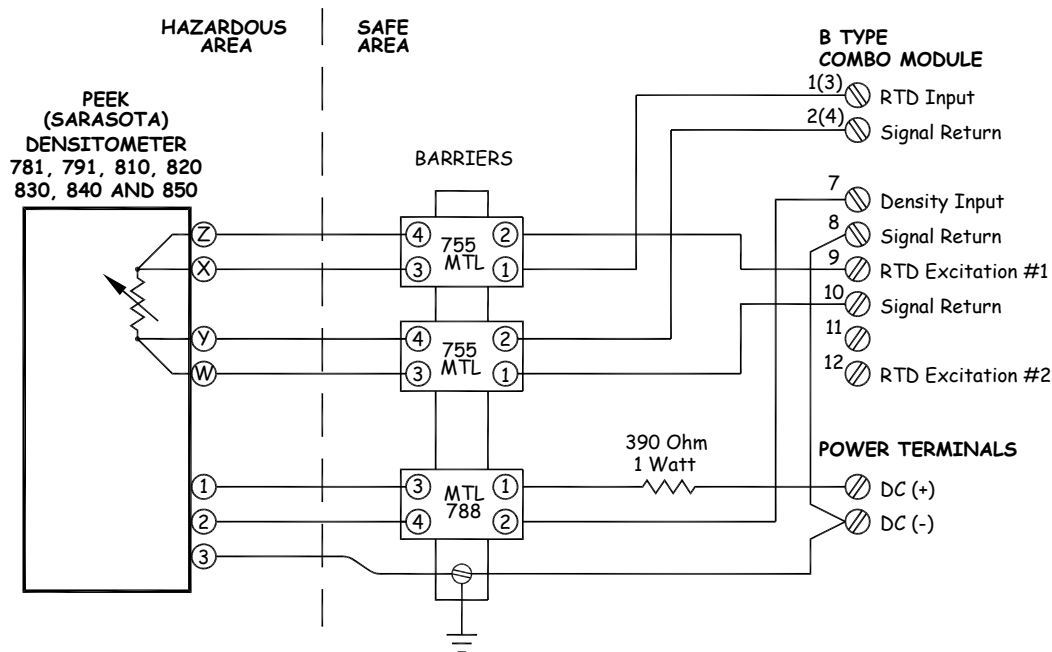 HAZARDOUS
AREA
SAFE
AREA
B TYPE
COMBO MODULE
PEEK
(SARASOTA)
DENSITOMETER
781, 791, 810, 820
830, 840 AND 850
BARRIERS
1(3) RTD Input
2(4) Signal Return
7 Density Input
8 Signal Return
9 RTD Excitation #1
10 Signal Return
11
12 RTD Excitation #2
Z
X
Y
W
1
2
3
4 2
755
MTL
3 1
4 2
755
MTL
3 1
3 1
MTL
788
4 2
390 Ohm
1 Watt
POWER TERMINALS
DC (+)
DC (-)